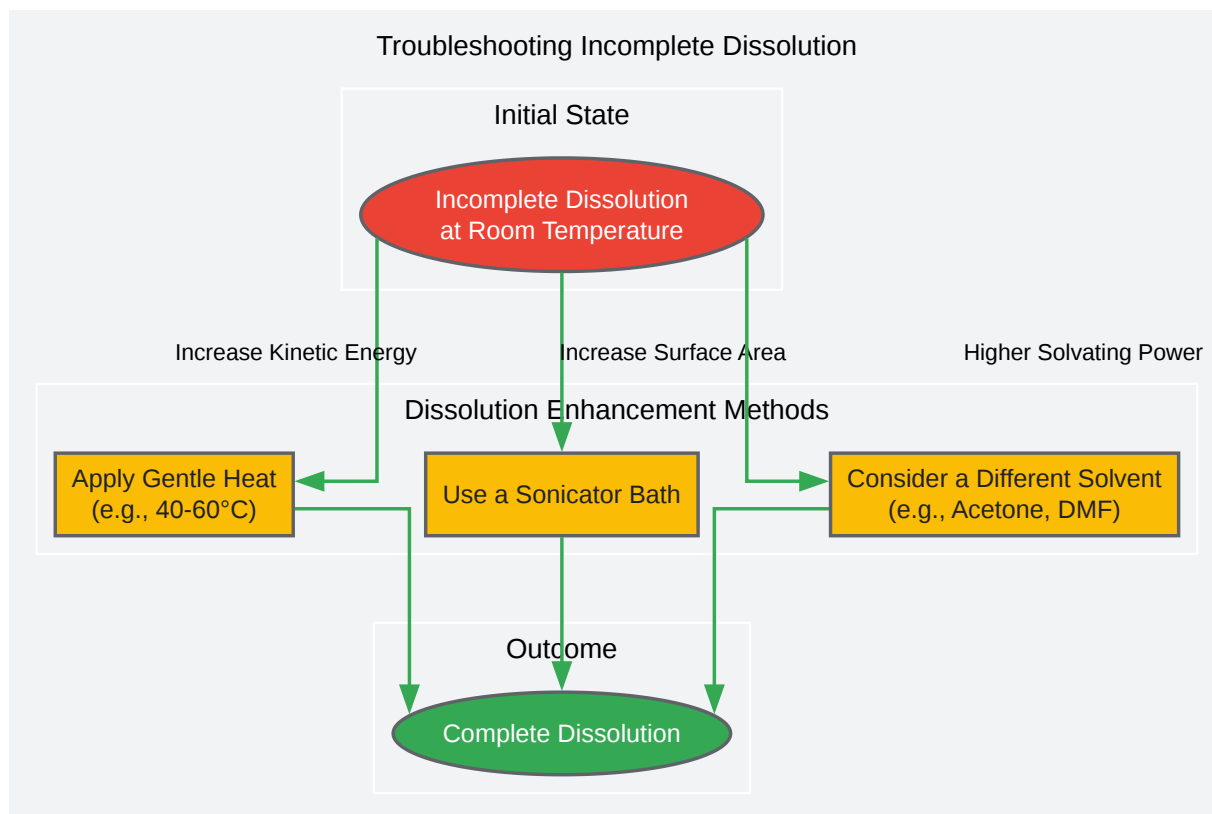 Troubleshooting Incomplete Dissolution
Initial State
Incomplete Dissolution
at Room Temperature
Increase Kinetic Energy
Increase Surface Area
Higher Solvating Power
Dissolution Enhancement Methods
Apply Gentle Heat
(e.g., 40-60°C)
Use a Sonicator Bath
Consider a Different Solvent
(e.g., Acetone, DMF)
Outcome
Complete Dissolution